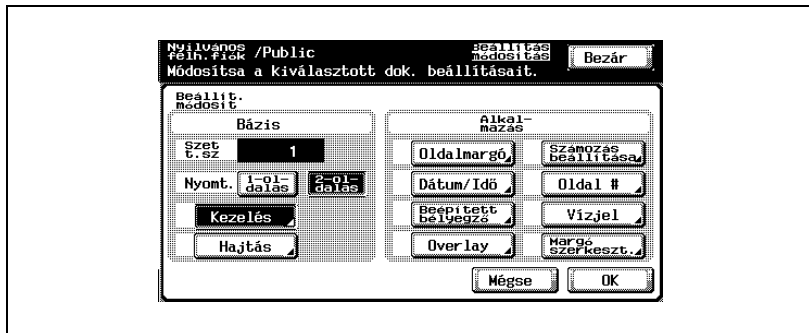 Nyilvános
felh.fiók /Public
Beállítás
módosítás
Bezár
Módosítsa a kiválasztott dok. beállításait.
Beállít.
módosít
Bázis
Szet
t.sz 1
Nyomt. 1-ol-
dalas 2-ol-
dalas
Kezelés
Hajtás
Alkal-
mazás
Oldalmargó
Számozás
beállítása
Dátum/Idő
Oldal #
Beépített
bélyegző
Vízjel
Overlay
Margó
szerkeszt.
Mégse
OK